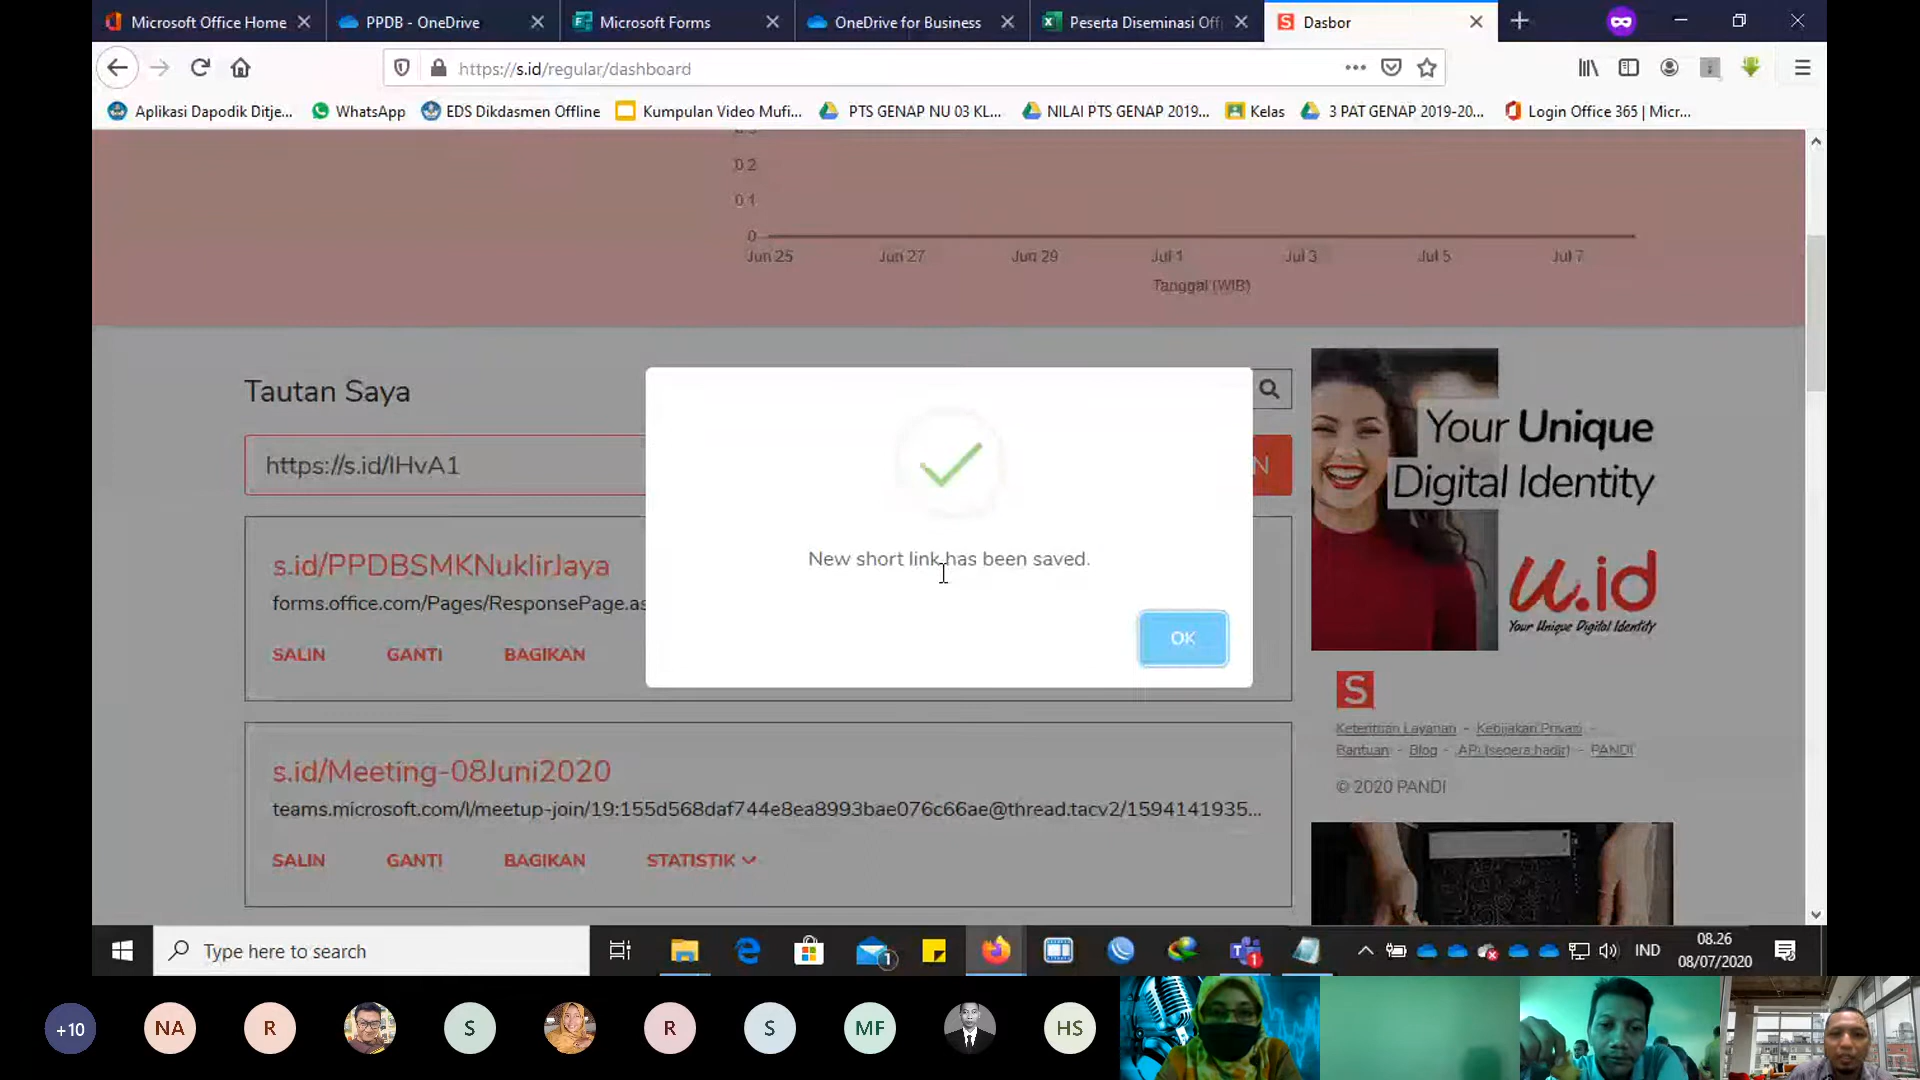 Microsoft Office Home
PPDB - OneDrive
Microsoft Forms
OneDrive for Business
Peserta Diseminasi Off
Dasbor
https://s.id/regular/dashboard
Aplikasi Dapodik Ditje...
WhatsApp
EDS Dikdasmen Offline
Kumpulan Video Mufi...
PTS GENAP NU 03 KL...
NILAI PTS GENAP 2019...
Kelas
3 PAT GENAP 2019-20...
Login Office 365 | Micr...
0.2
0.1
0
Jun 25
Jun 27
Jun 29
Jul 1
Jul 3
Jul 5
Jul 7
Tanggal (WIB)
Tautan Saya
https://s.id/IHvA1
N
s.id/PPDBSMKNuklirJaya
forms.office.com/Pages/ResponsePage.as
SALIN
GANTI
BAGIKAN
New short link has been saved.
OK
s.id/Meeting-08Juni2020
teams.microsoft.com/l/meetup-join/19:155d568daf744e8ea8993bae076c66ae@thread.tacv2/1594141935...
SALIN
GANTI
BAGIKAN
STATISTIK
Your Unique
Digital Identity
u.id
Your Unique Digital Identity
S
Ketentuan Layanan - Kebijakan Privasi -
Bantuan - Blog - API (segera hadir) - PANDI
© 2020 PANDI
Type here to search
1
1
IND
08.26
08/07/2020
+10
NA
R
S
R
S
MF
HS